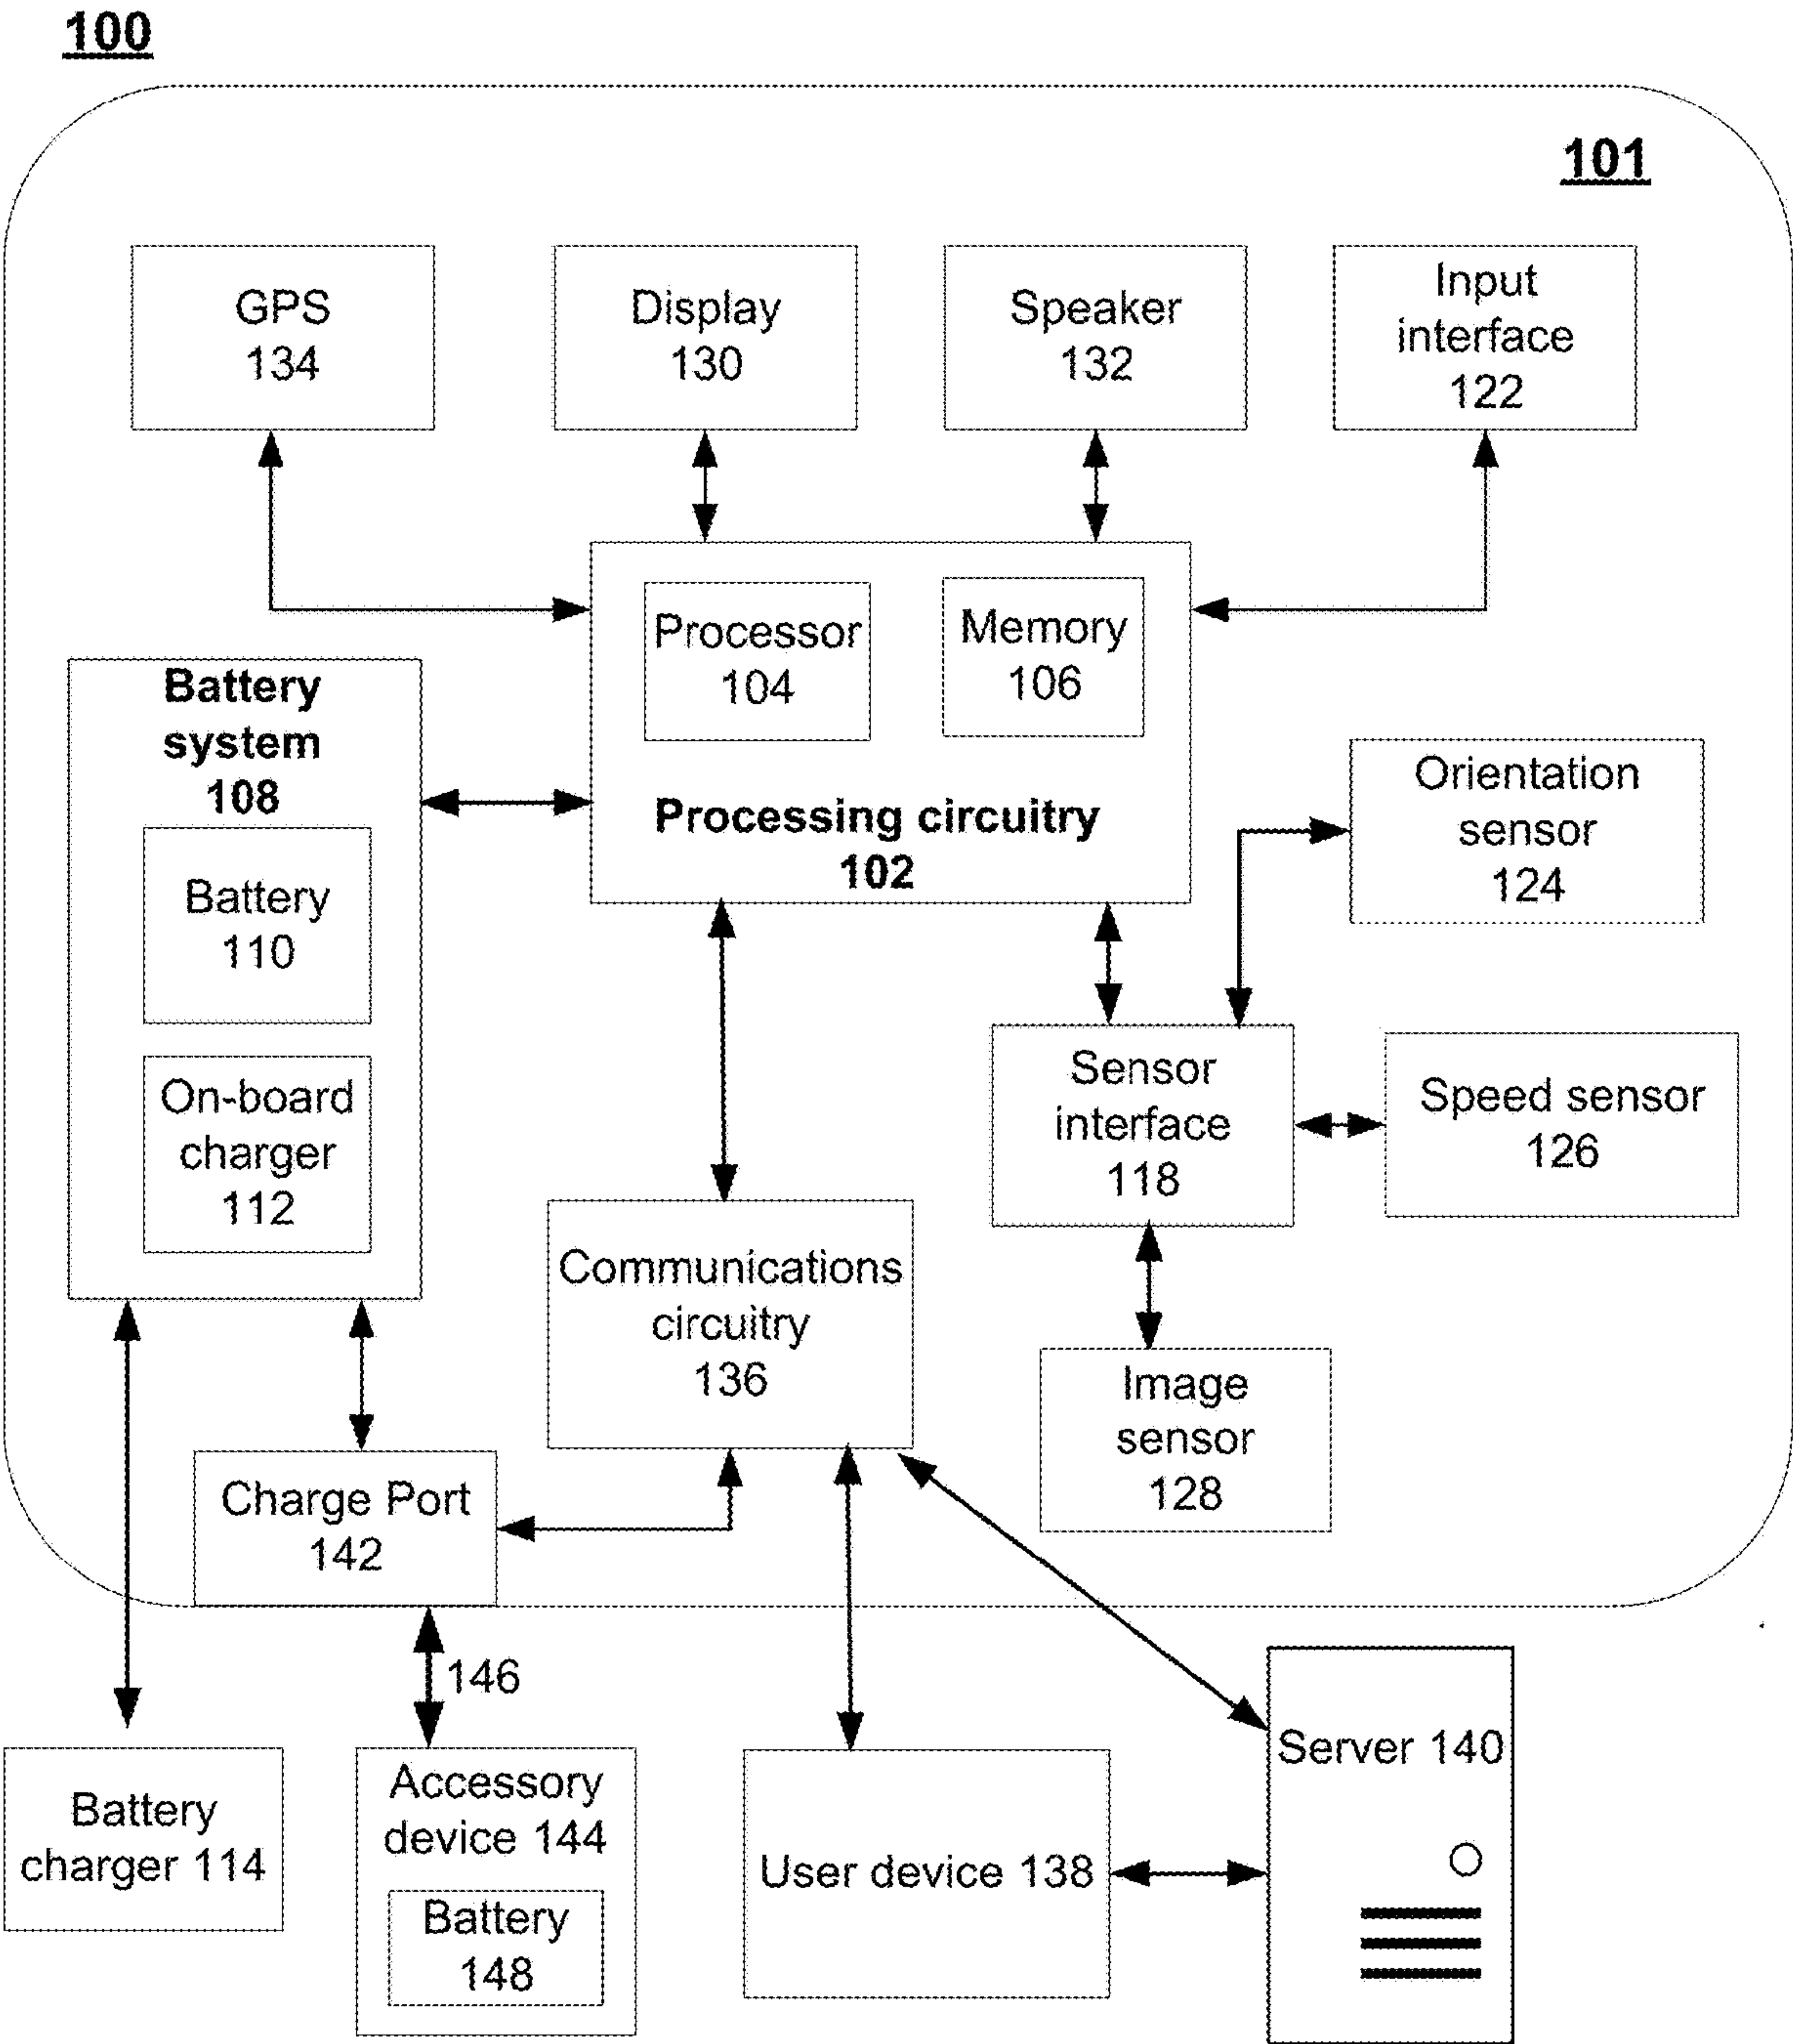 100
101
GPS
134
Display
130
Speaker
132
Input
interface
122
Processor
104
Memory
106
Processing circuitry
102
Battery
system
108
Battery
110
On-board
charger
112
Orientation
sensor
124
Sensor
interface
118
Speed sensor
126
Communications
circuitry
136
Image
sensor
128
Charge Port
142
146
Battery
charger 114
Accessory
device 144
Battery
148
User device 138
Server 140